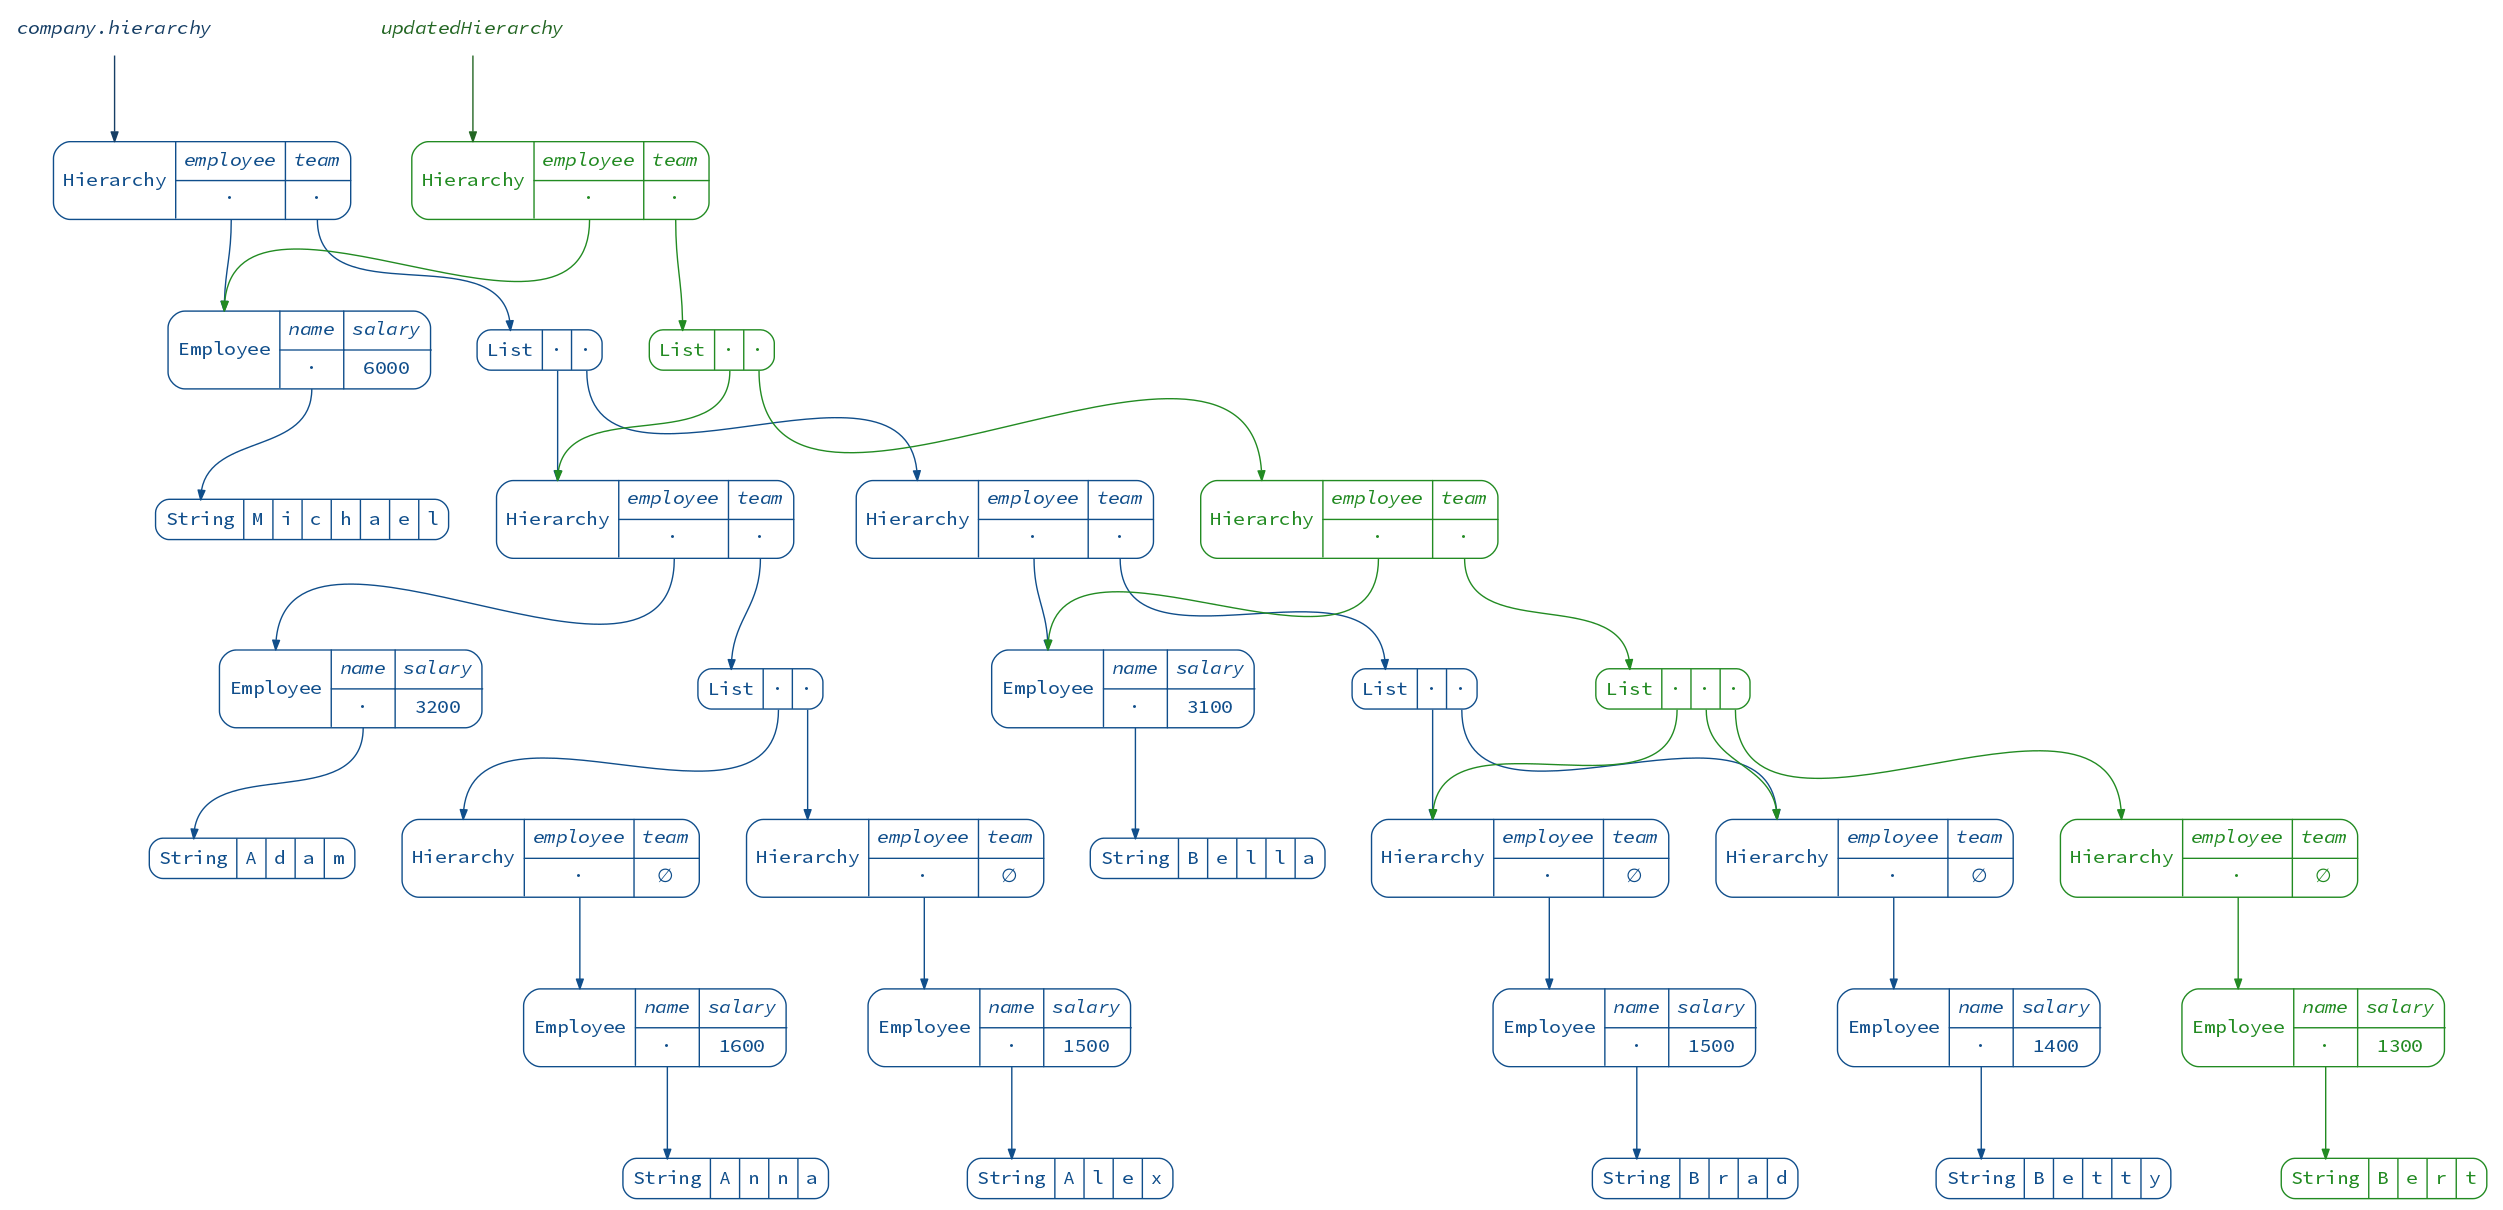 company.hierarchy
updatedHierarchy
Hierarchy employee team
· ·
Hierarchy employee team
· ·
Employee name salary
· 6000
List · ·
List · ·
String M i c h a e l
Hierarchy employee team
· ·
Hierarchy employee team
· ·
Hierarchy employee team
· ·
Employee name salary
· 3200
List · ·
Employee name salary
· 3100
List · ·
List · · ·
String A d a m
Hierarchy employee team
· ∅
Hierarchy employee team
· ∅
String B e l l a
Hierarchy employee team
· ∅
Hierarchy employee team
· ∅
Hierarchy employee team
· ∅
Employee name salary
· 1600
Employee name salary
· 1500
Employee name salary
· 1500
Employee name salary
· 1400
Employee name salary
· 1300
String A n n a
String A l e x
String B r a d
String B e t t y
String B e r t